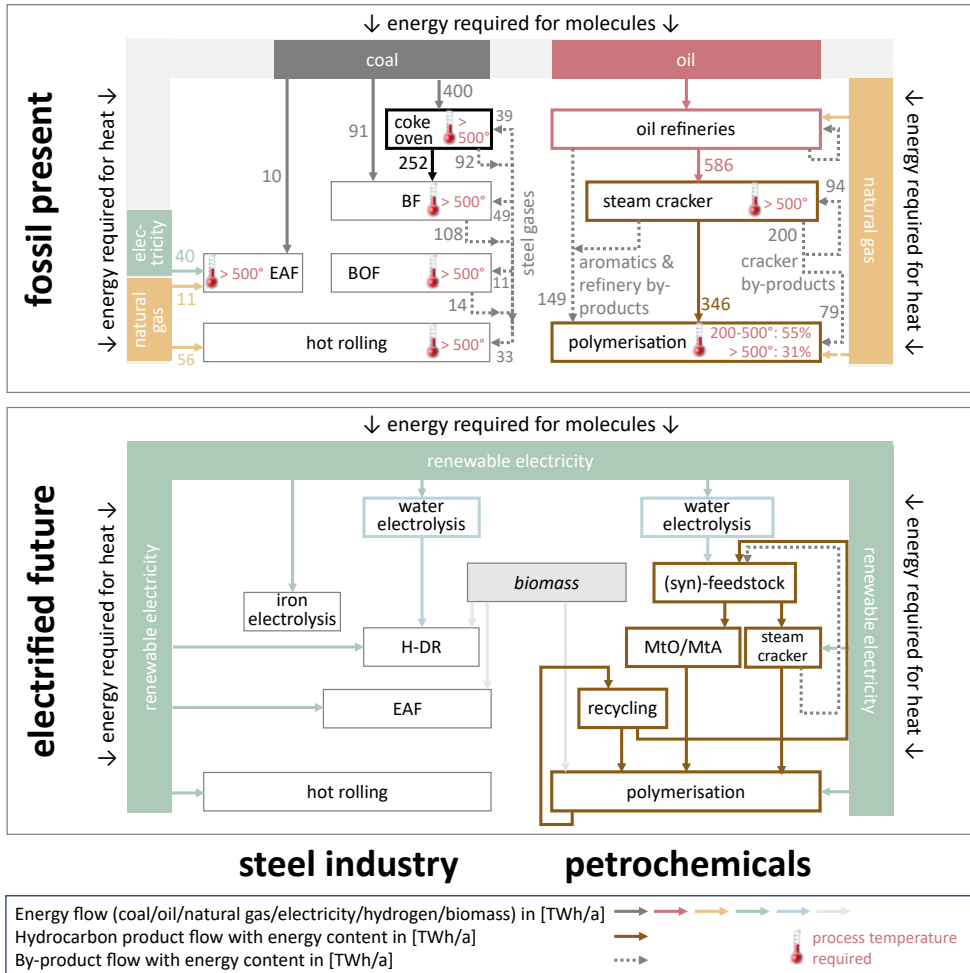 ↓ energy required for molecules ↓
coal
oil
fossil present
↓ energy required for heat ↓
elec-
tricity
natural
gas
40
11
56
10
91
400
39
coke
oven
>
500°
252
92
BF
> 500°
49
108
> 500°
EAF
BOF
> 500°
11
14
hot rolling
> 500°
33
steel gases
oil refineries
586
steam cracker
> 500°
94
200
aromatics &
refinery by-
products
cracker
by-products
149
346
79
polymerisation
200-500°: 55%
> 500°: 31%
natural gas
↓ energy required for heat ↓
↓ energy required for molecules ↓
renewable electricity
electrified future
↓ energy required for heat ↓
renewable electricity
water
electrolysis
water
electrolysis
biomass
(syn)-feedstock
iron
electrolysis
H-DR
MtO/MtA
steam
cracker
EAF
recycling
hot rolling
polymerisation
renewable electricity
↓ energy required for heat ↓
steel industry
petrochemicals
Energy flow (coal/oil/natural gas/electricity/hydrogen/biomass) in [TWh/a]
Hydrocarbon product flow with energy content in [TWh/a]
By-product flow with energy content in [TWh/a]
process temperature
required